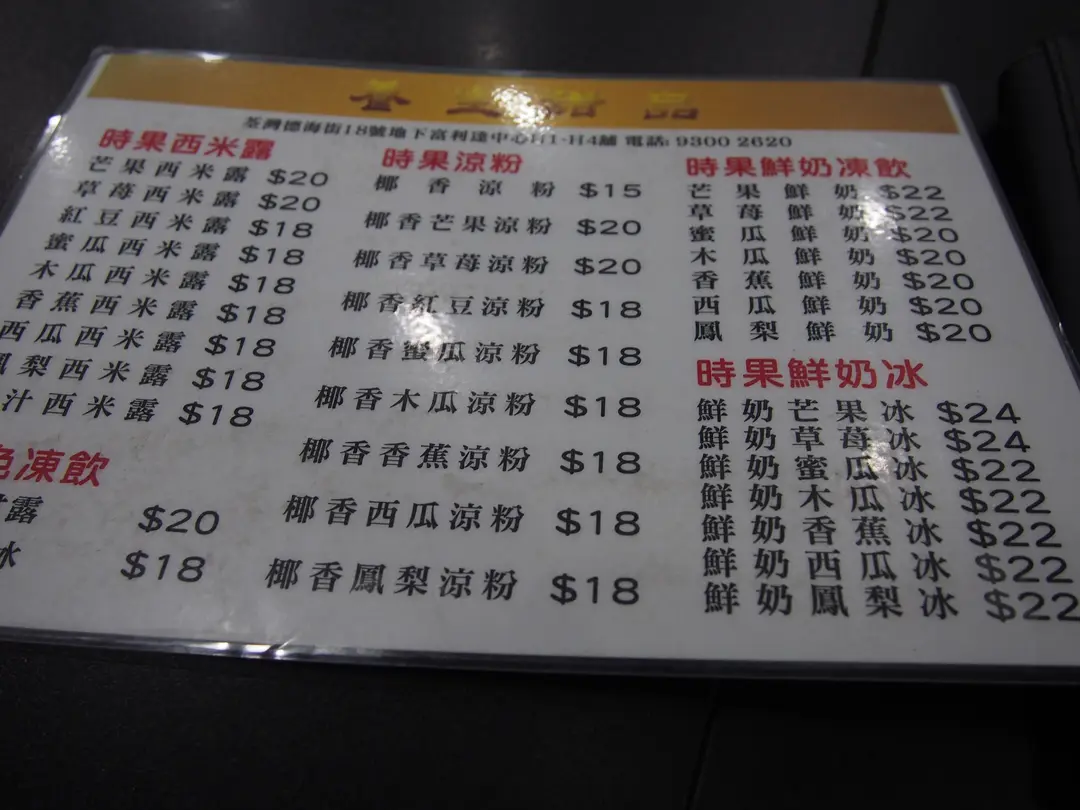 養生甜品
荃灣德海街18號地下富利達中心H1-H4舖 電話: 9300 2620
時果西米露
芒果西米露 $20
草莓西米露 $20
紅豆西米露 $18
蜜瓜西米露 $18
木瓜西米露 $18
香蕉西米露 $18
西瓜西米露 $18
鳳梨西米露 $18
汁西米露 $18
色凍飲
露 $20
冰 $18
時果涼粉
椰香涼粉 $15
椰香芒果涼粉 $20
椰香草莓涼粉 $20
椰香紅豆涼粉 $18
椰香蜜瓜涼粉 $18
椰香木瓜涼粉 $18
椰香香蕉涼粉 $18
椰香西瓜涼粉 $18
椰香鳳梨涼粉 $18
時果鮮奶凍飲
芒果鮮奶 $22
草莓鮮奶 $22
蜜瓜鮮奶 $20
木瓜鮮奶 $20
香蕉鮮奶 $20
西瓜鮮奶 $20
鳳梨鮮奶 $20
時果鮮奶冰
鮮奶芒果冰 $24
鮮奶草莓冰 $24
鮮奶蜜瓜冰 $22
鮮奶木瓜冰 $22
鮮奶香蕉冰 $22
鮮奶西瓜冰 $22
鮮奶鳳梨冰 $22